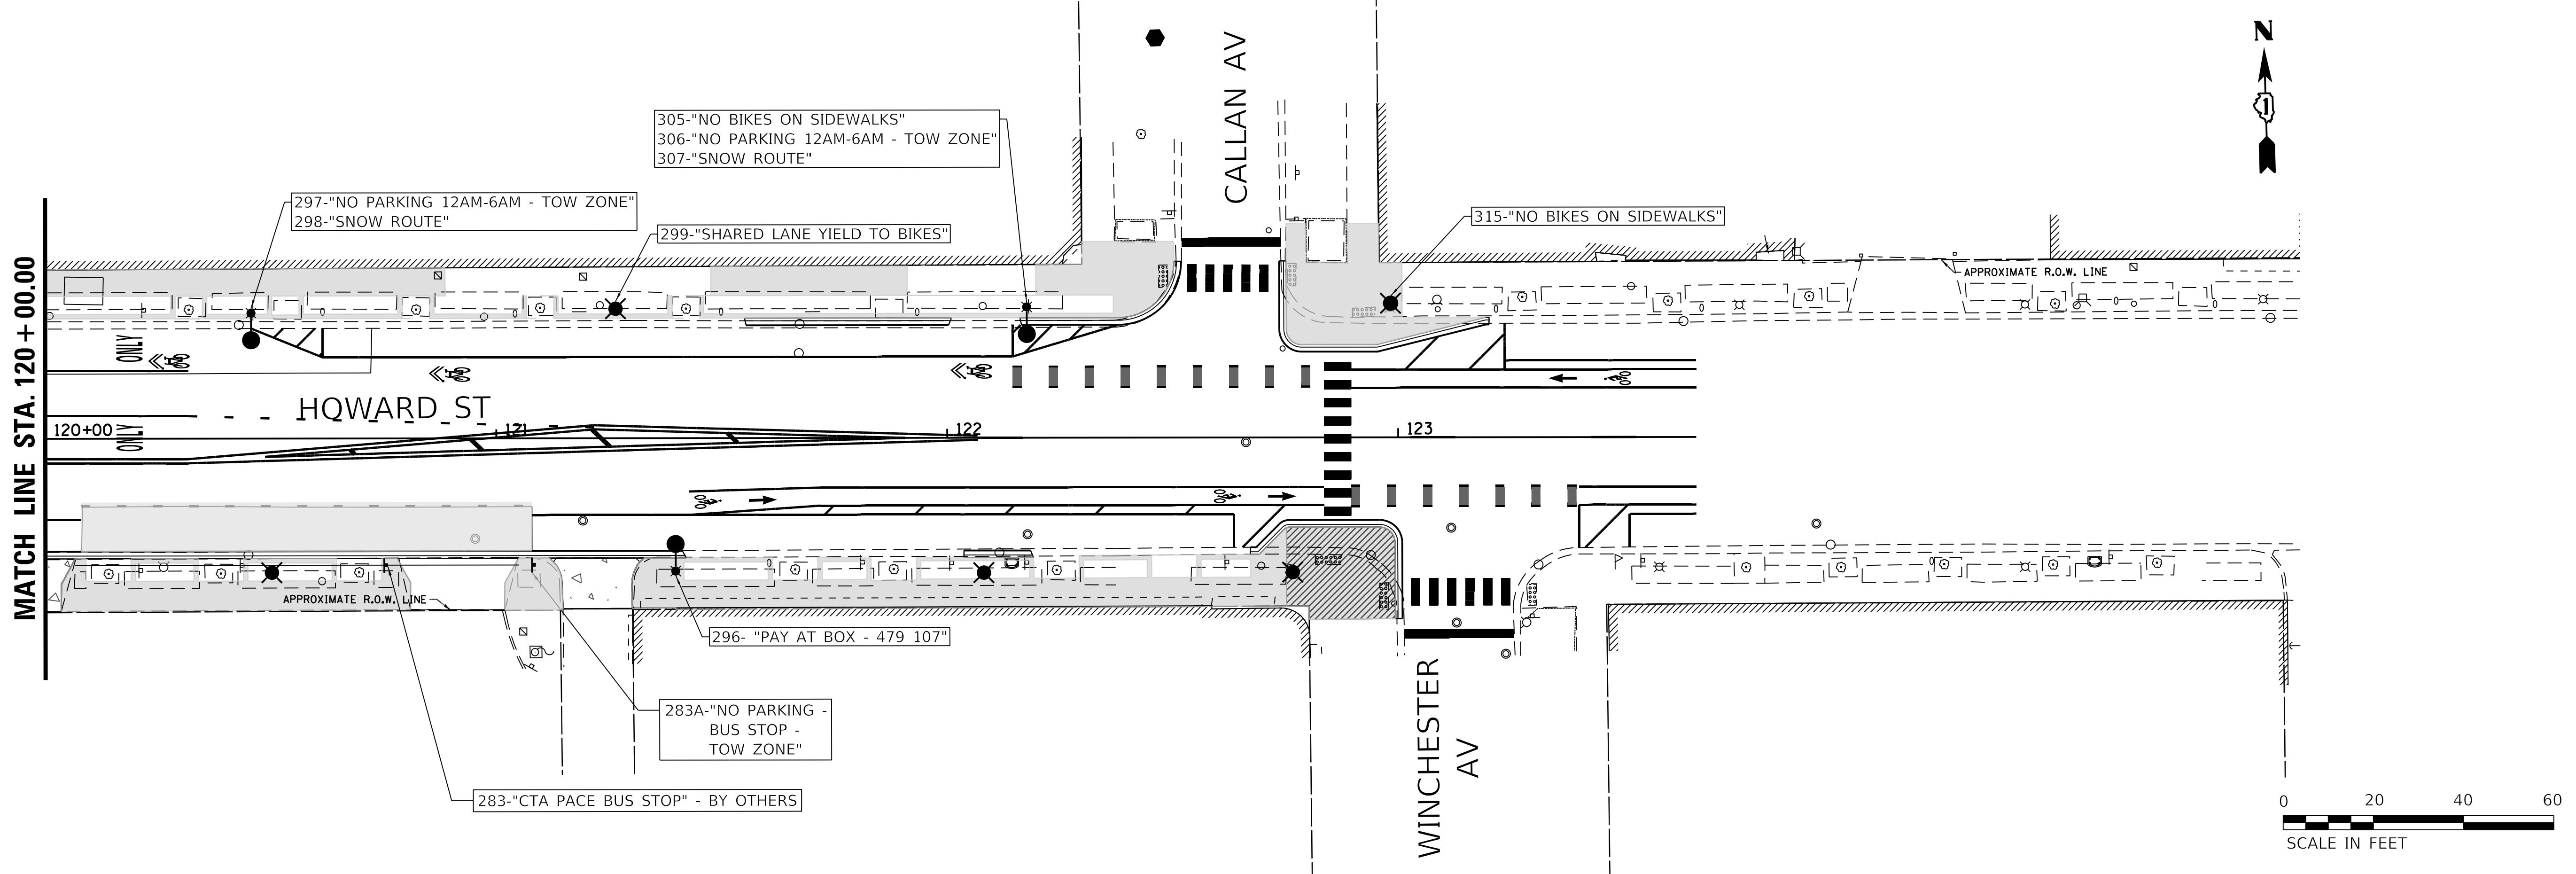 N
1
CALLAN AV
305-"NO BIKES ON SIDEWALKS"
306-"NO PARKING 12AM-6AM - TOW ZONE"
307-"SNOW ROUTE"
297-"NO PARKING 12AM-6AM - TOW ZONE"
298-"SNOW ROUTE"
299-"SHARED LANE YIELD TO BIKES"
315-"NO BIKES ON SIDEWALKS"
APPROXIMATE R.O.W. LINE
MATCH LINE STA. 120+00.00
ONLY
HOWARD ST
120+00
ONLY
121
122
123
APPROXIMATE R.O.W. LINE
296- "PAY AT BOX - 479 107"
283A-"NO PARKING -
BUS STOP -
TOW ZONE"
283-"CTA PACE BUS STOP" - BY OTHERS
WINCHESTER
AV
0 20 40 60
SCALE IN FEET